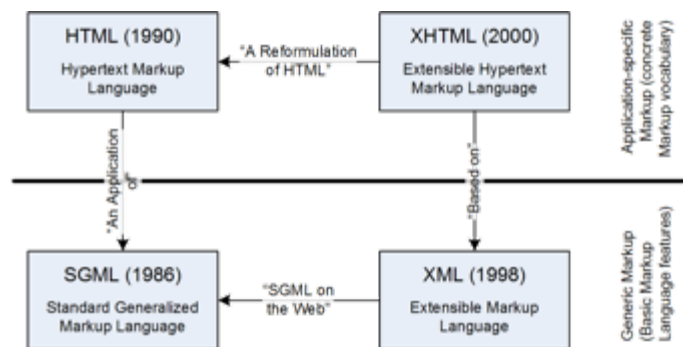 HTML (1990)
Hypertext Markup
Language
"A Reformulation
of HTML"
XHTML (2000)
Extensible Hypertext
Markup Language
Application-specific
Markup (concrete
Markup vocabulary)
"An Application
of"
"Based on"
SGML (1986)
Standard Generalized
Markup Language
"SGML on
the Web"
XML (1998)
Extensible Markup
Language
Generic Markup
(Basic Markup
Language features)